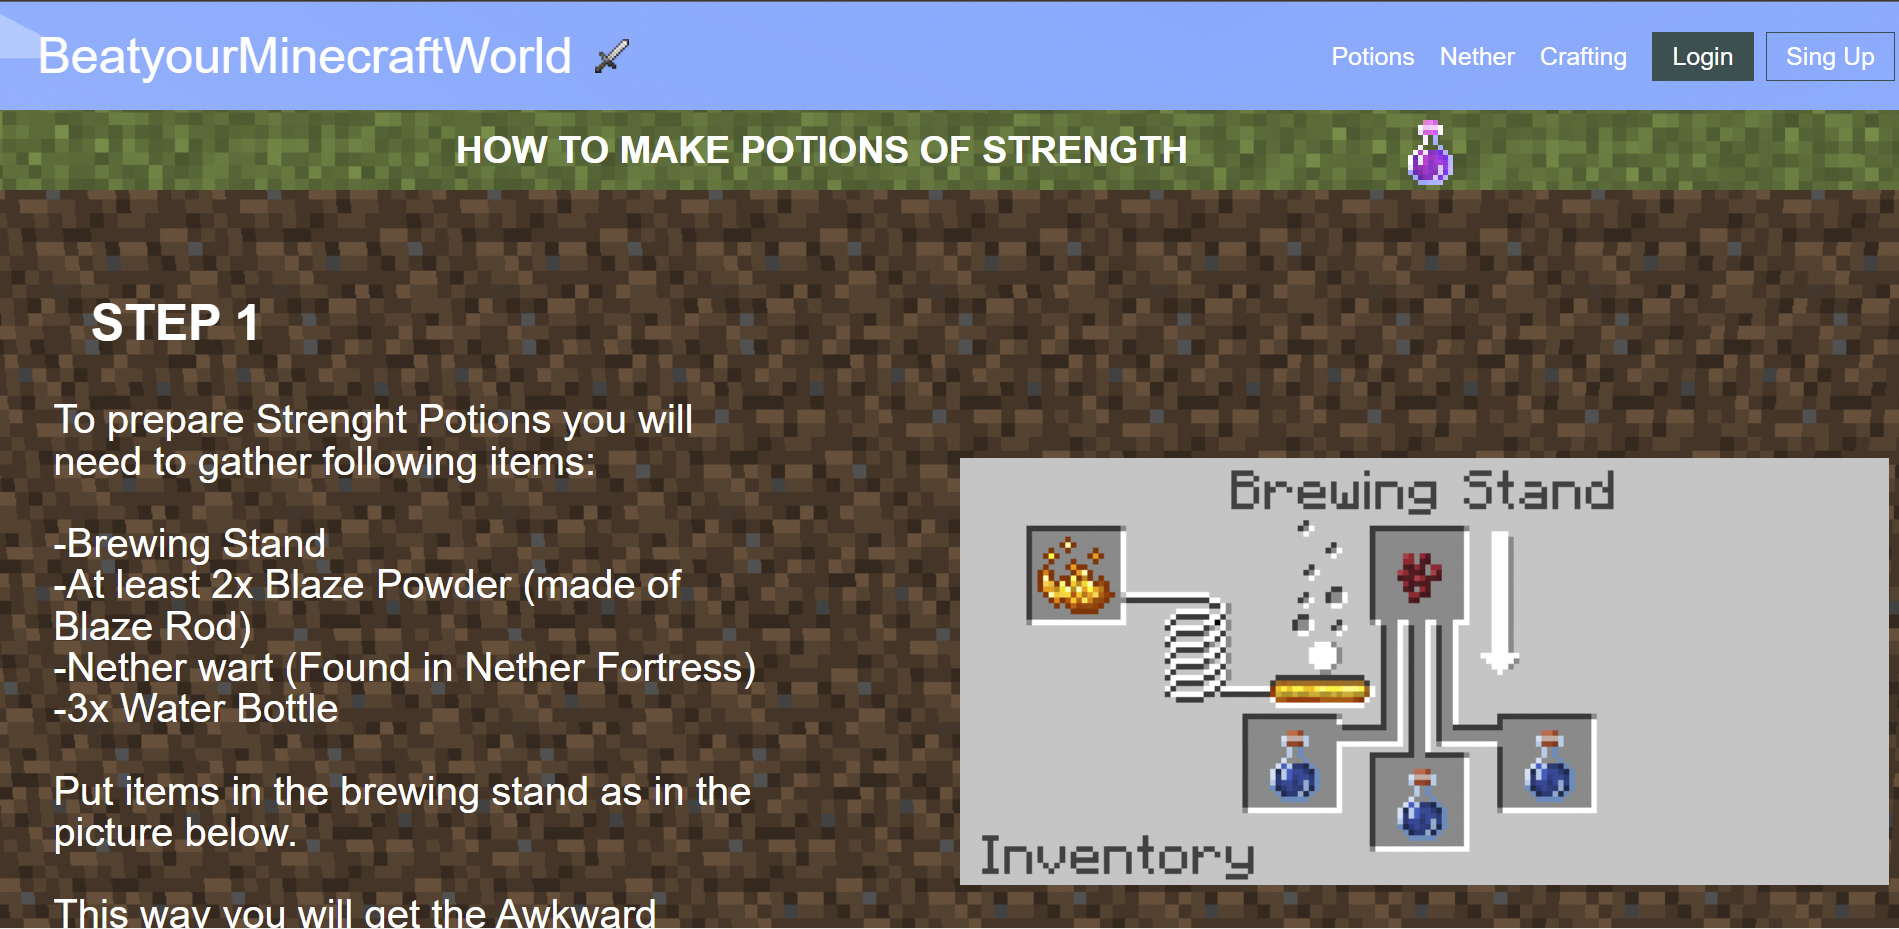 BeatyourMinecraftWorld
Potions Nether Crafting Login Sing Up
HOW TO MAKE POTIONS OF STRENGTH
STEP 1
To prepare Strenght Potions you will
need to gather following items:
-Brewing Stand
-At least 2x Blaze Powder (made of
Blaze Rod)
-Nether wart (Found in Nether Fortress)
-3x Water Bottle
Put items in the brewing stand as in the
picture below.
This way you will get the Awkward
Brewing Stand
Inventory